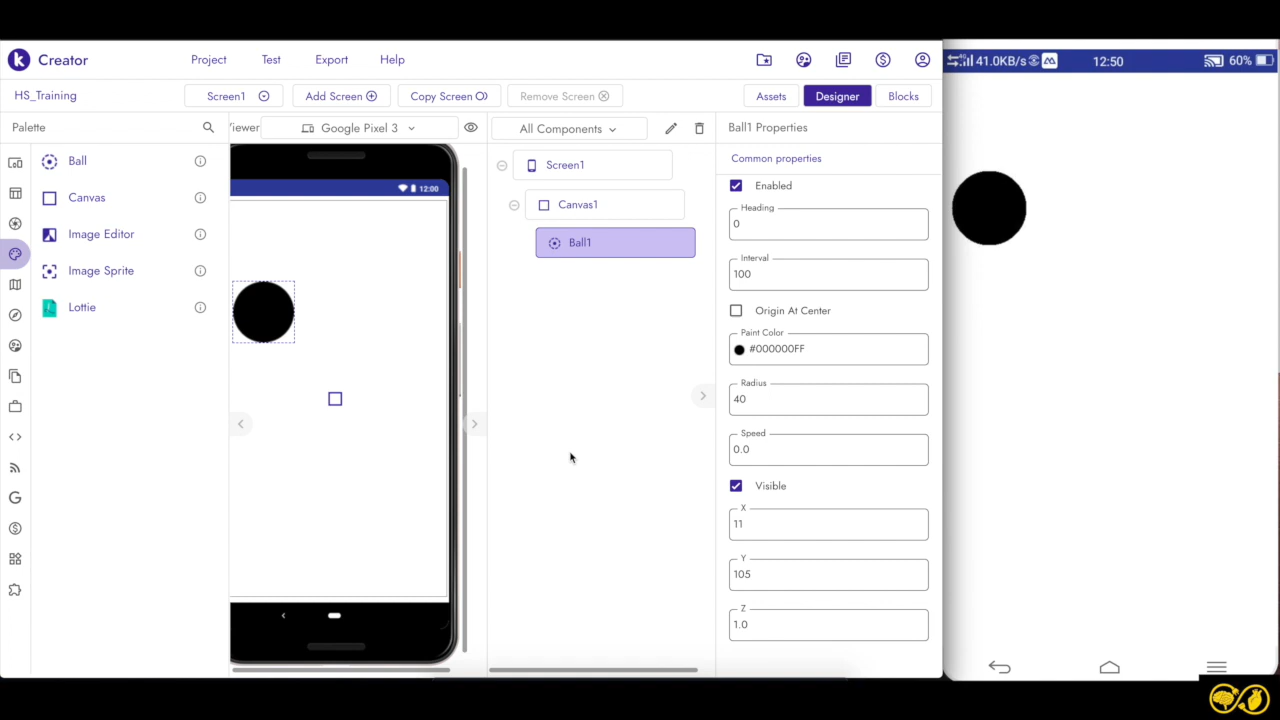 Creator
Project
Test
Export
Help
41.0KB/s
12:50
60%
HS_Training
Screen1
Add Screen
Copy Screen
Remove Screen
Assets
Designer
Blocks
Palette
Viewer
Google Pixel 3
All Components
Ball1 Properties
Ball
Canvas
Image Editor
Image Sprite
Lottie
12:00
Screen1
Canvas1
Ball1
Common properties
Enabled
Heading
0
Interval
100
Origin At Center
Paint Color
#000000FF
Radius
40
Speed
0.0
Visible
X
11
Y
105
Z
1.0